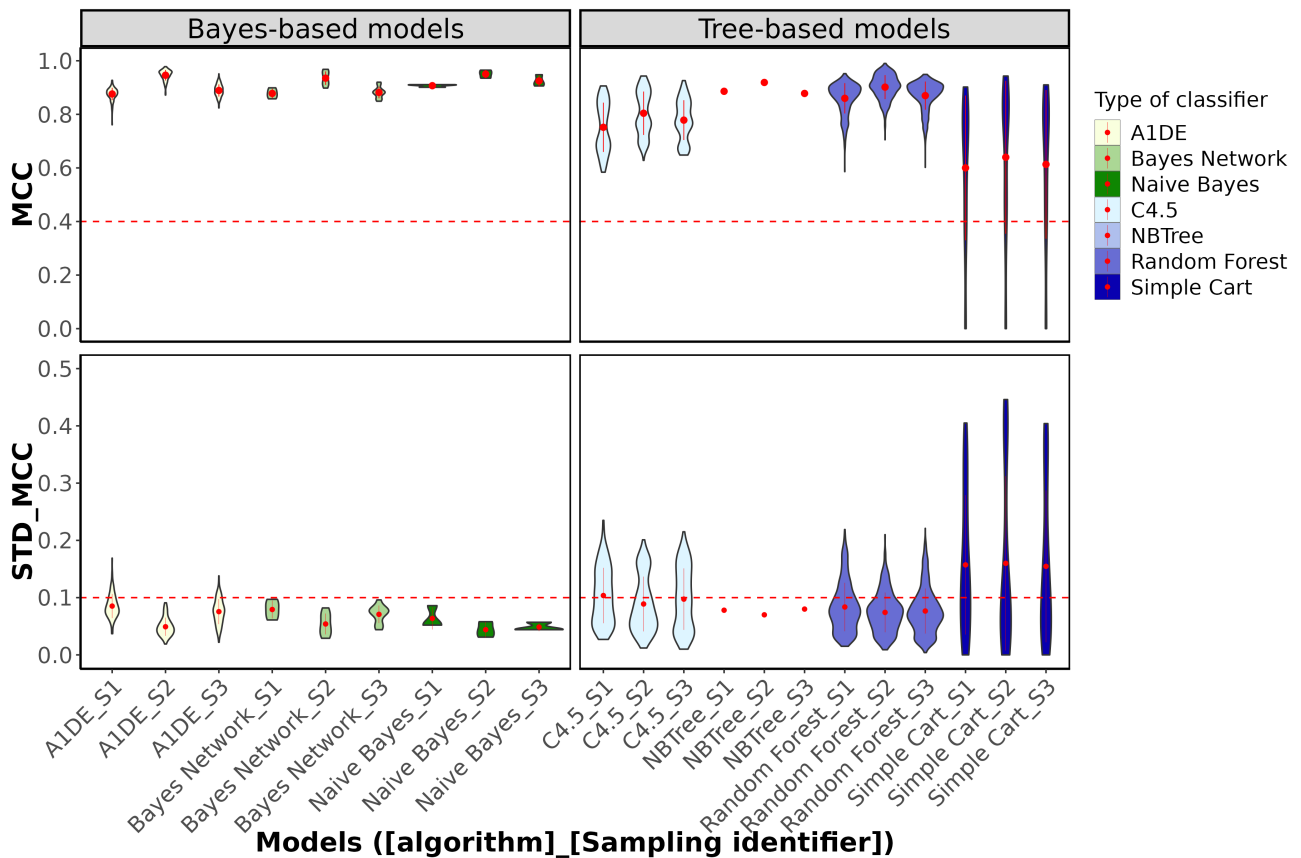 Bayes-based models
Tree-based models
MCC
1.0
0.8
0.6
0.4
0.2
0.0
STD_MCC
0.5
0.4
0.3
0.2
0.1
0.0
A1DE_S1
A1DE_S2
A1DE_S3
Bayes Network_S1
Bayes Network_S2
Bayes Network_S3
Naive Bayes_S1
Naive Bayes_S2
Naive Bayes_S3
C4.5_S1
C4.5_S2
C4.5_S3
NBTree_S1
NBTree_S2
NBTree_S3
Random Forest_S1
Random Forest_S2
Random Forest_S3
Simple Cart_S1
Simple Cart_S2
Simple Cart_S3
Models ([algorithm]_[Sampling identifier])
Type of classifier
A1DE
Bayes Network
Naive Bayes
C4.5
NBTree
Random Forest
Simple Cart